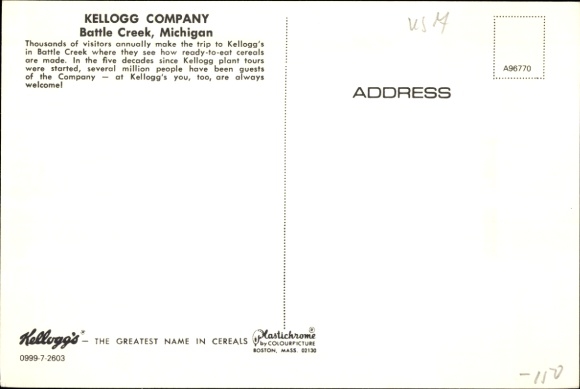 KELLOGG COMPANY
Battle Creek, Michigan
Thousands of visitors annually make the trip to Kellogg's
in Battle Creek where they see how ready-to-eat cereals
are made. In the five decades since Kellogg plant tours
were started, several million people have been guests
of the Company — at Kellogg's you, too, are always
welcome!
USA
A96770
ADDRESS
Kellogg's® — THE GREATEST NAME IN CEREALS
0999-7-2603
Plastichrome®
by COLOURPICTURE
BOSTON, MASS. 02130
-110